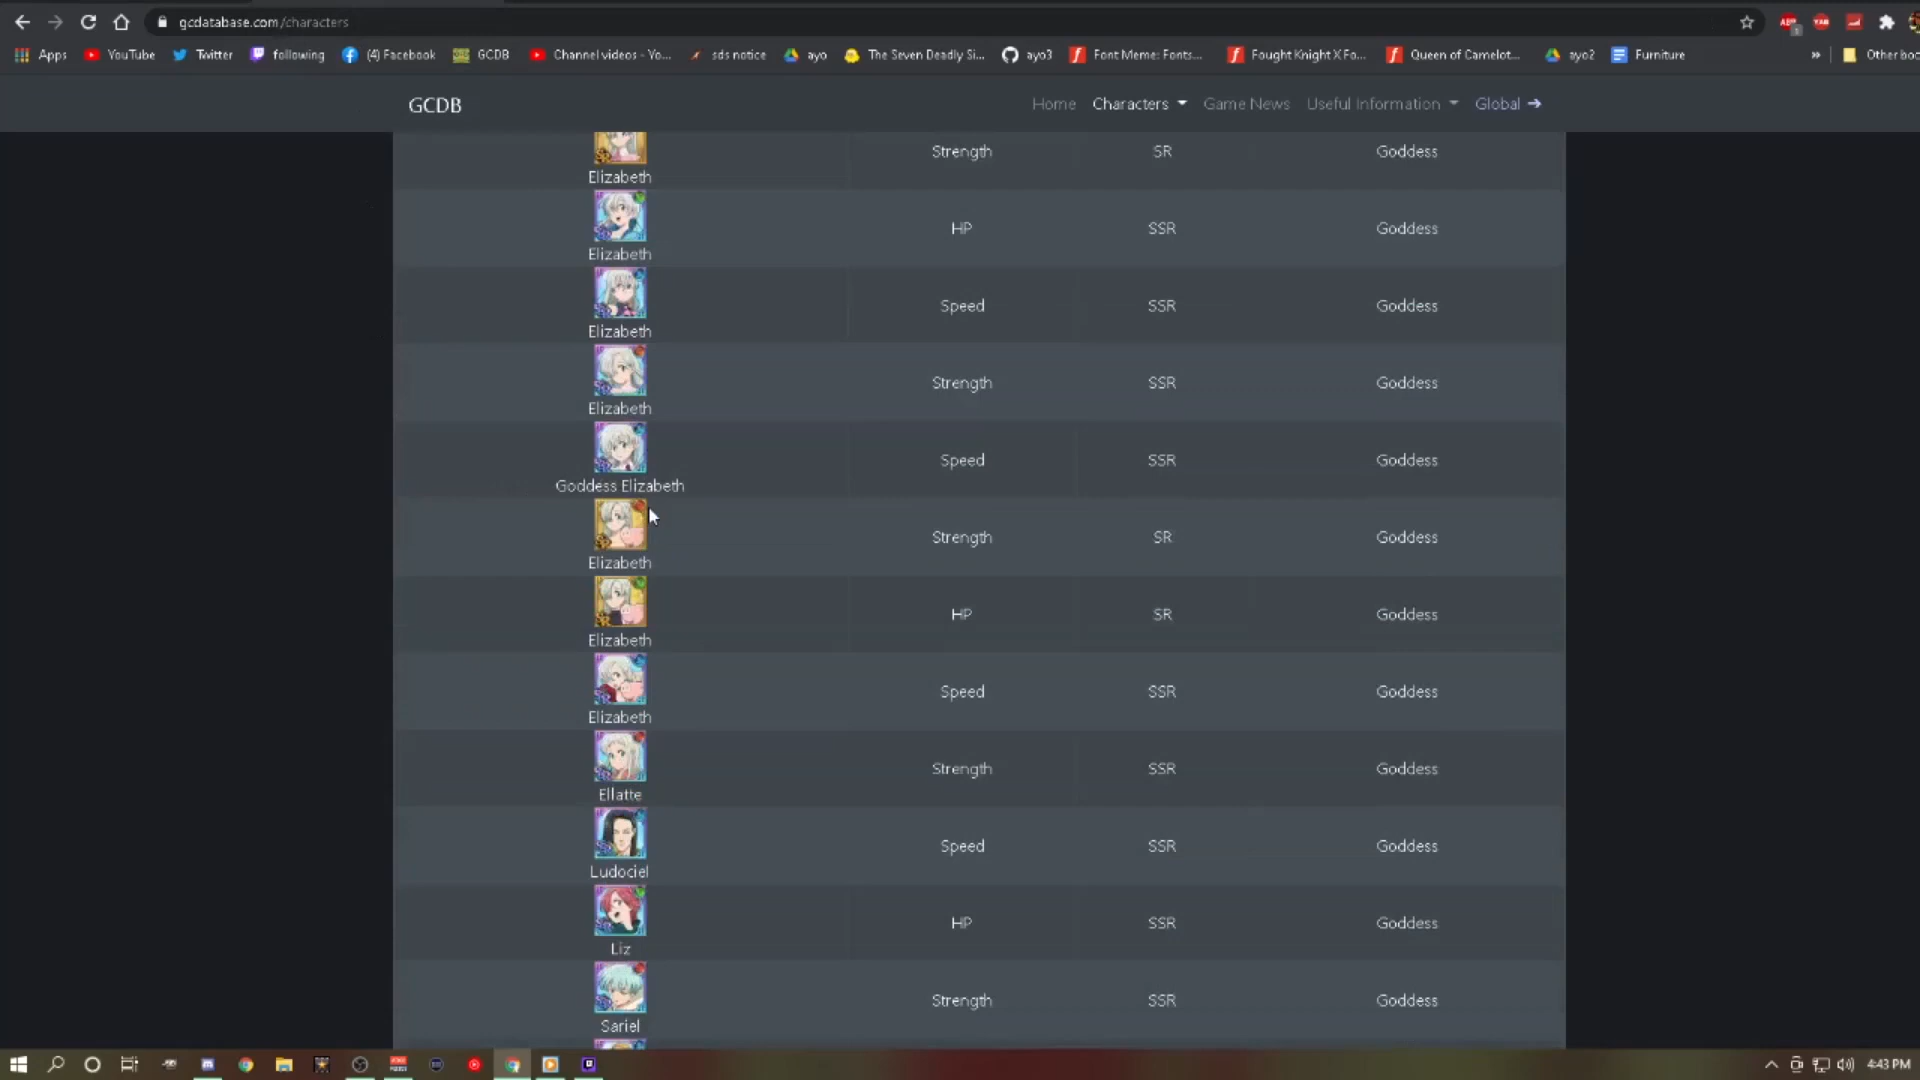 gcdatabase.com/characters
Apps YouTube Twitter following (4) Facebook GCDB Channel videos - Yo... sds notice ayo The Seven Deadly Si... ayo3 Font Meme: Fonts... Fought Knight X Fo... Queen of Camelot... ayo2 Furniture » Other boo
GCDB Home Characters Game News Useful Information Global
Strength SR Goddess
Elizabeth
HP SSR Goddess
Elizabeth
Speed SSR Goddess
Elizabeth
Strength SSR Goddess
Elizabeth
Speed SSR Goddess
Goddess Elizabeth
Strength SR Goddess
Elizabeth
HP SR Goddess
Elizabeth
Speed SSR Goddess
Elizabeth
Strength SSR Goddess
Ellatte
Speed SSR Goddess
Ludociel
HP SSR Goddess
Liz
Strength SSR Goddess
Sariel
4:43 PM